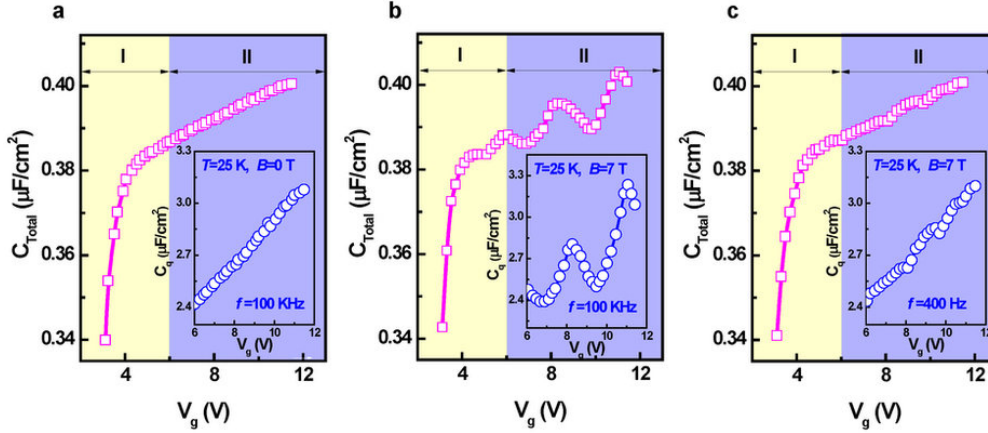 a
I
II
C_Total (μF/cm²)
0.40
0.38
0.36
0.34
4
8
12
V_g (V)
T=25 K, B=0 T
C_q (μF/cm²)
3.3
3.0
2.7
2.4
6
8
10
12
V_g (V)
f=100 KHz
b
I
II
C_Total (μF/cm²)
0.40
0.38
0.36
0.34
4
8
12
V_g (V)
T=25 K, B=7 T
C_q (μF/cm²)
3.3
3.0
2.7
2.4
6
8
10
12
V_g (V)
f=100 KHz
c
I
II
C_Total (μF/cm²)
0.40
0.38
0.36
0.34
4
8
12
V_g (V)
T=25 K, B=7 T
C_q (μF/cm²)
3.3
3.0
2.7
2.4
6
8
10
12
V_g (V)
f=400 Hz